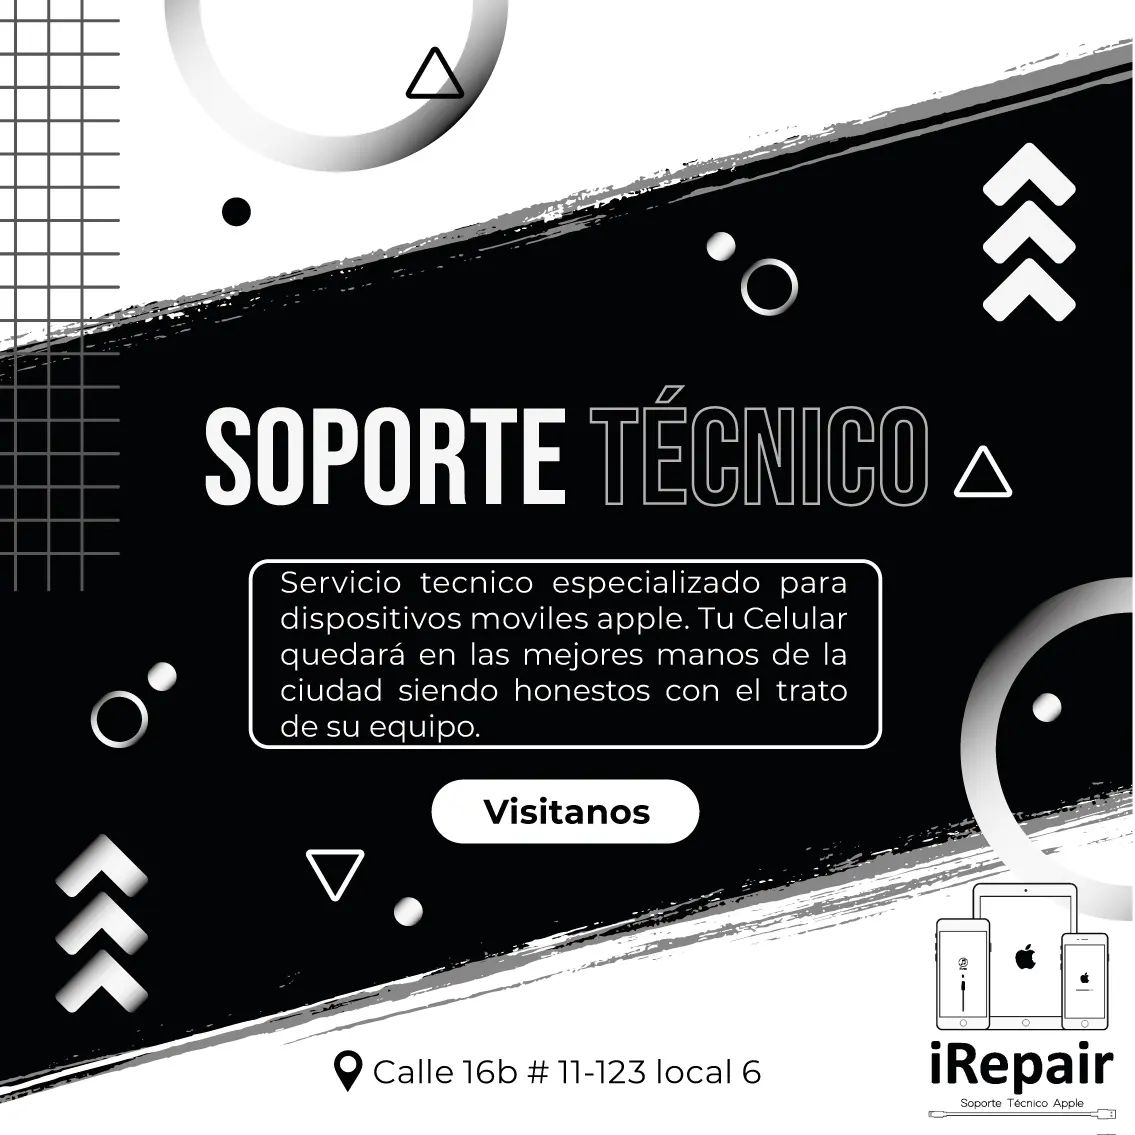 SOPORTE TÉCNICO
Servicio tecnico especializado para
dispositivos moviles apple. Tu Celular
quedará en las mejores manos de la
ciudad siendo honestos con el trato
de su equipo.
Visitanos
Calle 16b # 11-123 local 6
iRepair
Soporte Técnico Apple